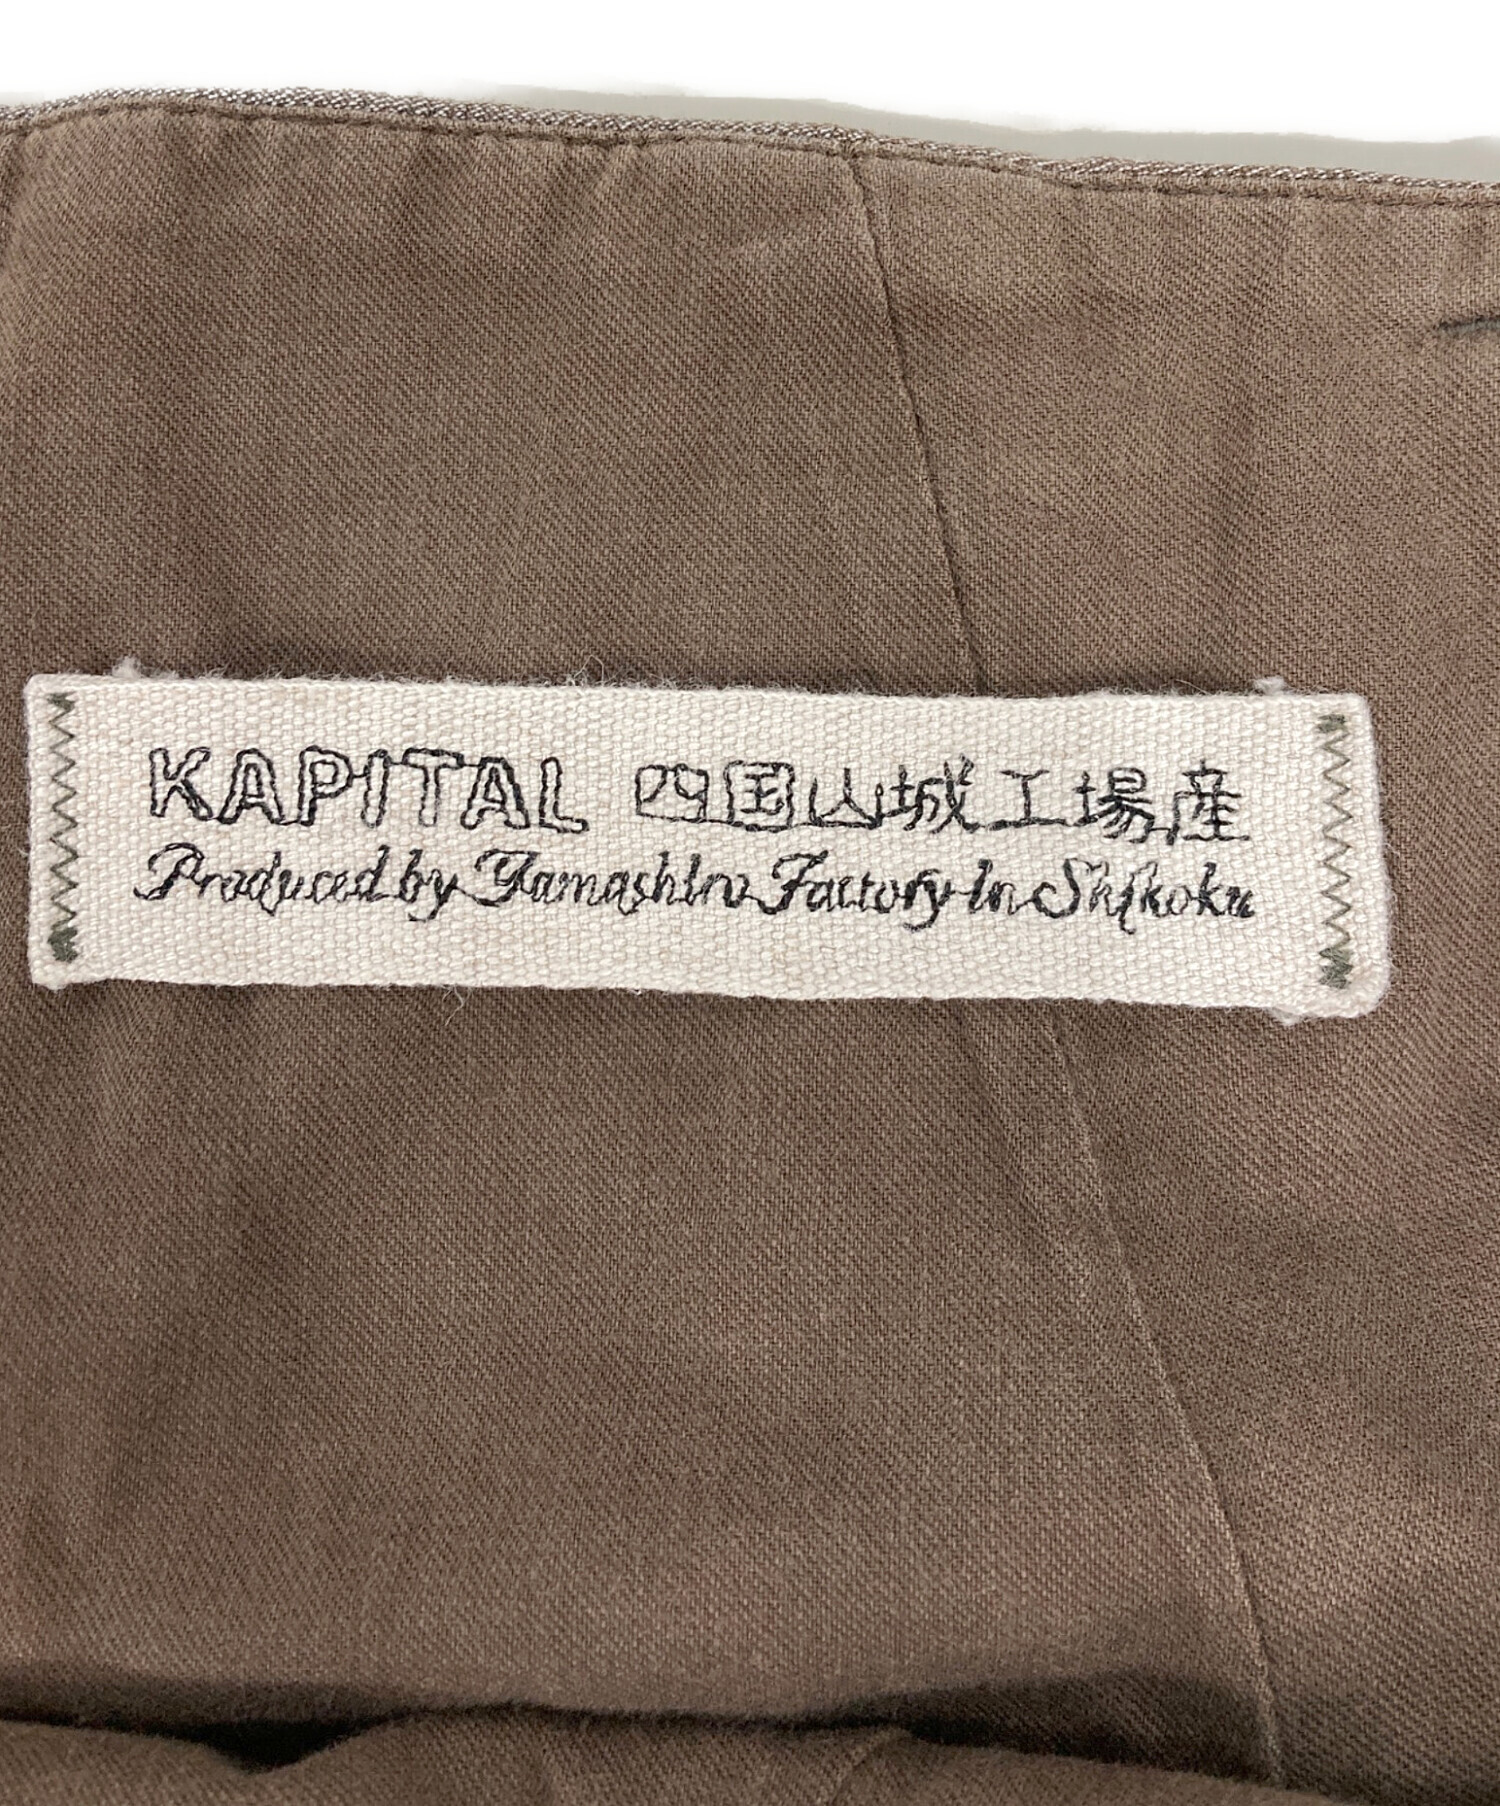 KAPITAL 四国山城工場産
Produced by Yamashiro Factory in Shikoku